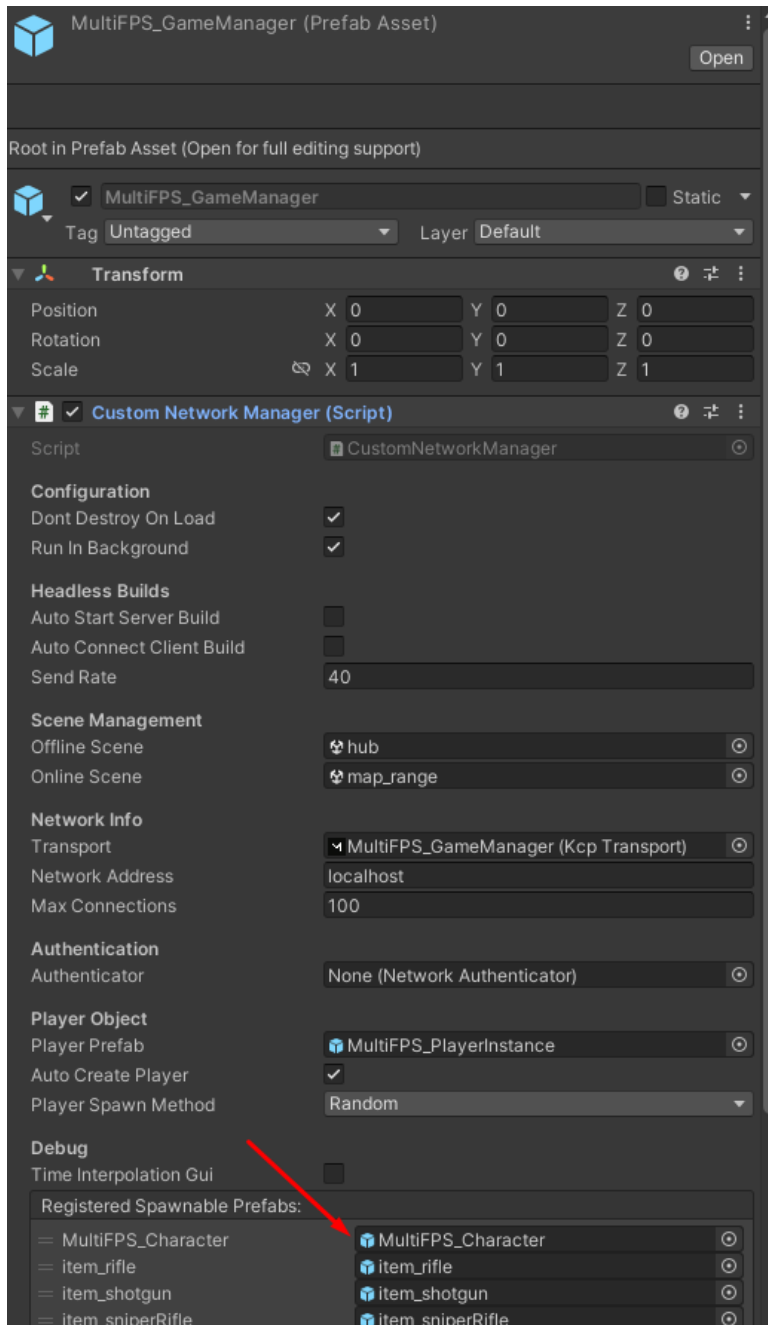 MultiFPS_GameManager (Prefab Asset)
Open
Root in Prefab Asset (Open for full editing support)
MultiFPS_GameManager Static
Tag Untagged Layer Default
Transform
Position X 0 Y 0 Z 0
Rotation X 0 Y 0 Z 0
Scale X 1 Y 1 Z 1
# Custom Network Manager (Script)
Script CustomNetworkManager
Configuration
Dont Destroy On Load
Run In Background
Headless Builds
Auto Start Server Build
Auto Connect Client Build
Send Rate 40
Scene Management
Offline Scene hub
Online Scene map_range
Network Info
Transport MultiFPS_GameManager (Kcp Transport)
Network Address localhost
Max Connections 100
Authentication
Authenticator None (Network Authenticator)
Player Object
Player Prefab MultiFPS_PlayerInstance
Auto Create Player
Player Spawn Method Random
Debug
Time Interpolation Gui
Registered Spawnable Prefabs:
MultiFPS_Character MultiFPS_Character
item_rifle item_rifle
item_shotgun item_shotgun
item_sniperRifle item_sniperRifle